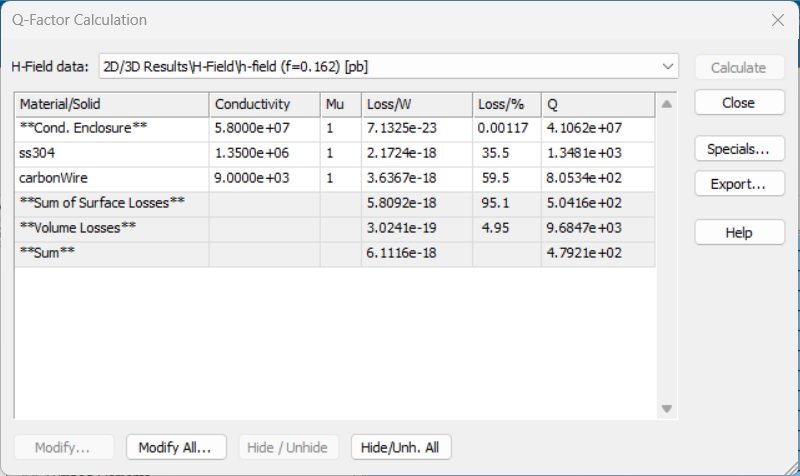 Q-Factor Calculation
H-Field data: 2D/3D Results\H-Field\h-field (f=0.162) [pb] Calculate
Material/Solid Conductivity Mu Loss/W Loss/% Q Close
**Cond. Enclosure** 5.8000e+07 1 7.1325e-23 0.00117 4.1062e+07
ss304 1.3500e+06 1 2.1724e-18 35.5 1.3481e+03 Specials...
carbonWire 9.0000e+03 1 3.6367e-18 59.5 8.0534e+02 Export...
**Sum of Surface Losses** 5.8092e-18 95.1 5.0416e+02
**Volume Losses** 3.0241e-19 4.95 9.6847e+03 Help
**Sum** 6.1116e-18 4.7921e+02
Modify... Modify All... Hide / Unhide Hide/Unh. All